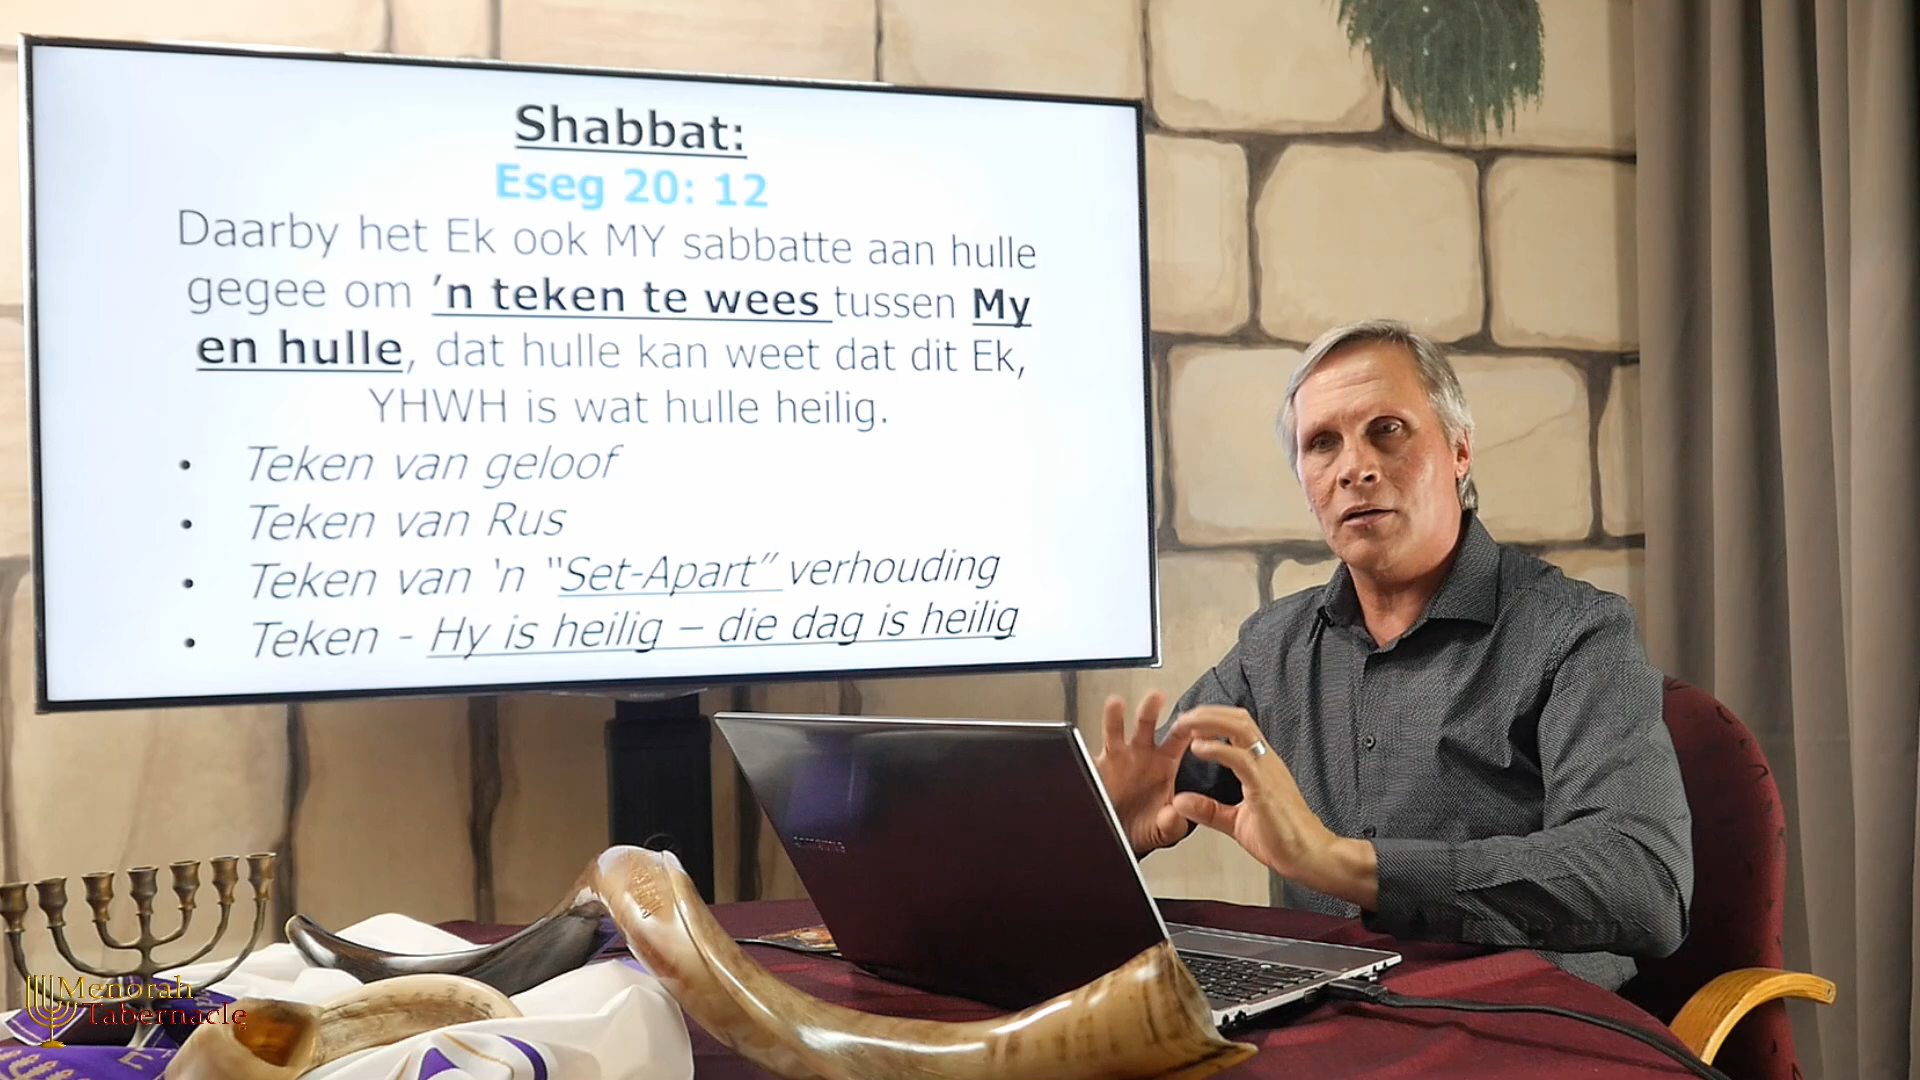 Shabbat:
Eseg 20: 12
Daarby het Ek ook MY sabbatte aan hulle
gegee om ’n teken te wees tussen My
en hulle, dat hulle kan weet dat dit Ek,
YHWH is wat hulle heilig.
• Teken van geloof
• Teken van Rus
• Teken van 'n "Set-Apart” verhouding
• Teken - Hy is heilig – die dag is heilig
SAMSUNG
Menorah
Tabernacle